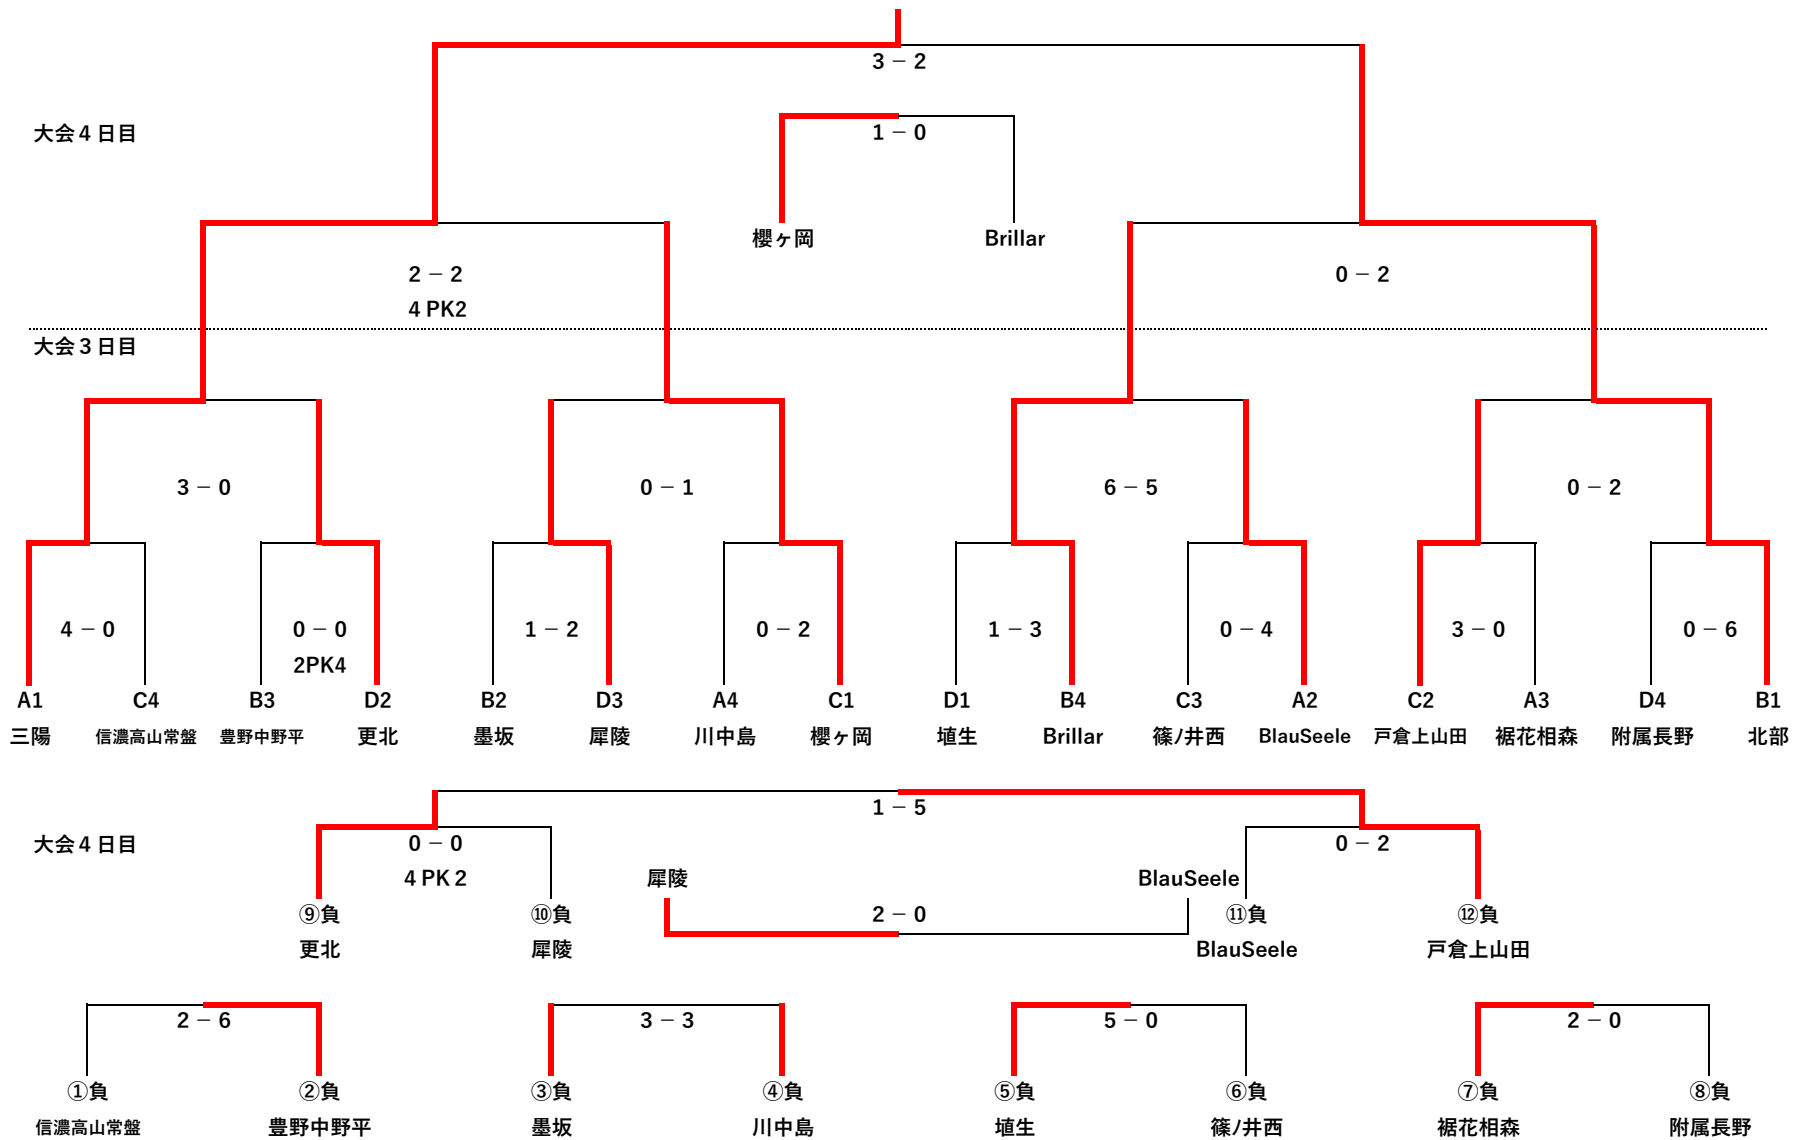 3 － 2
大会４日目
1 － 0
櫻ヶ岡
Brillar
2 － 2
4 PK2
0 － 2
大会３日目
3 － 0
0 － 1
6 － 5
0 － 2
4 － 0
0 － 0
2PK4
1 － 2
0 － 2
1 － 3
0 － 4
3 － 0
0 － 6
A1 C4 B3 D2 B2 D3 A4 C1 D1 B4 C3 A2 C2 A3 D4 B1
三陽 信濃高山常盤 豊野中野平 更北 墨坂 犀陵 川中島 櫻ヶ岡 埴生 Brillar 篠ﾉ井西 BlauSeele 戸倉上山田 裾花相森 附属長野 北部
1 － 5
大会４日目
0 － 0
4 PK 2
0 － 2
犀陵
BlauSeele
2 － 0
⑨負 ⑩負 ⑪負 ⑫負
更北 犀陵 BlauSeele 戸倉上山田
2 － 6
3 － 3
5 － 0
2 － 0
①負 ②負 ③負 ④負 ⑤負 ⑥負 ⑦負 ⑧負
信濃高山常盤 豊野中野平 墨坂 川中島 埴生 篠ﾉ井西 裾花相森 附属長野